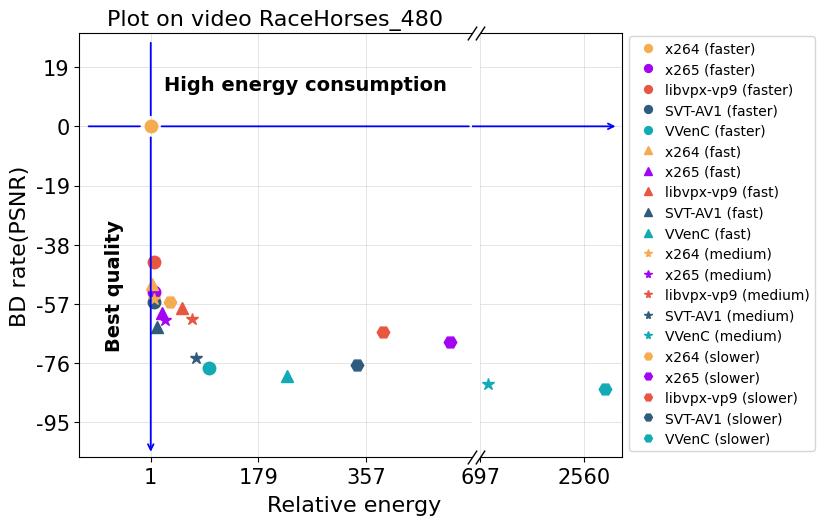 Plot on video RaceHorses_480
19
0
-19
-38
-57
-76
-95
BD rate(PSNR)
High energy consumption
Best quality
1
179
357
697
2560
Relative energy
x264 (faster)
x265 (faster)
libvpx-vp9 (faster)
SVT-AV1 (faster)
VVenC (faster)
x264 (fast)
x265 (fast)
libvpx-vp9 (fast)
SVT-AV1 (fast)
VVenC (fast)
x264 (medium)
x265 (medium)
libvpx-vp9 (medium)
SVT-AV1 (medium)
VVenC (medium)
x264 (slower)
x265 (slower)
libvpx-vp9 (slower)
SVT-AV1 (slower)
VVenC (slower)